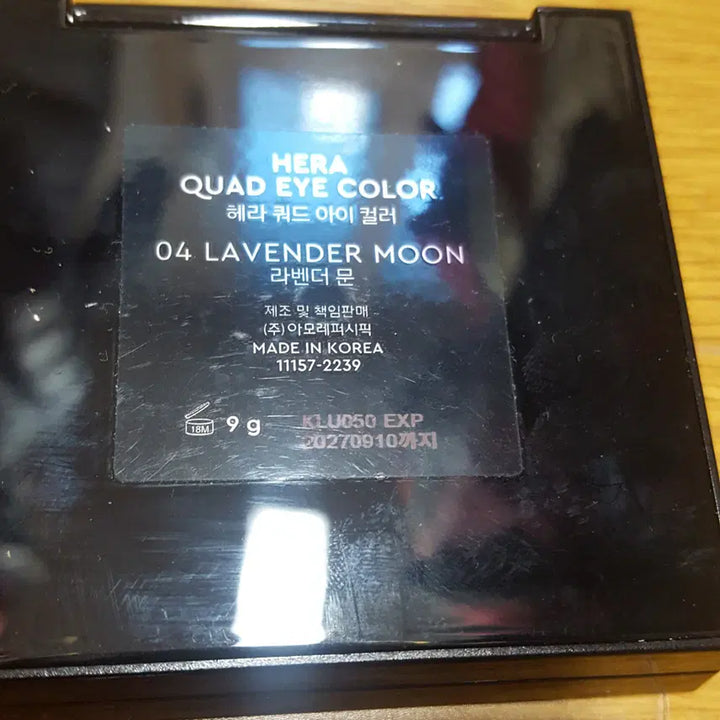 HERA
QUAD EYE COLOR
헤라 쿼드 아이 컬러
04 LAVENDER MOON
라벤더 문
제조 및 책임판매
(주)아모레퍼시픽
MADE IN KOREA
11157-2239
18M 9 g
KLU050 EXP
20270910까지